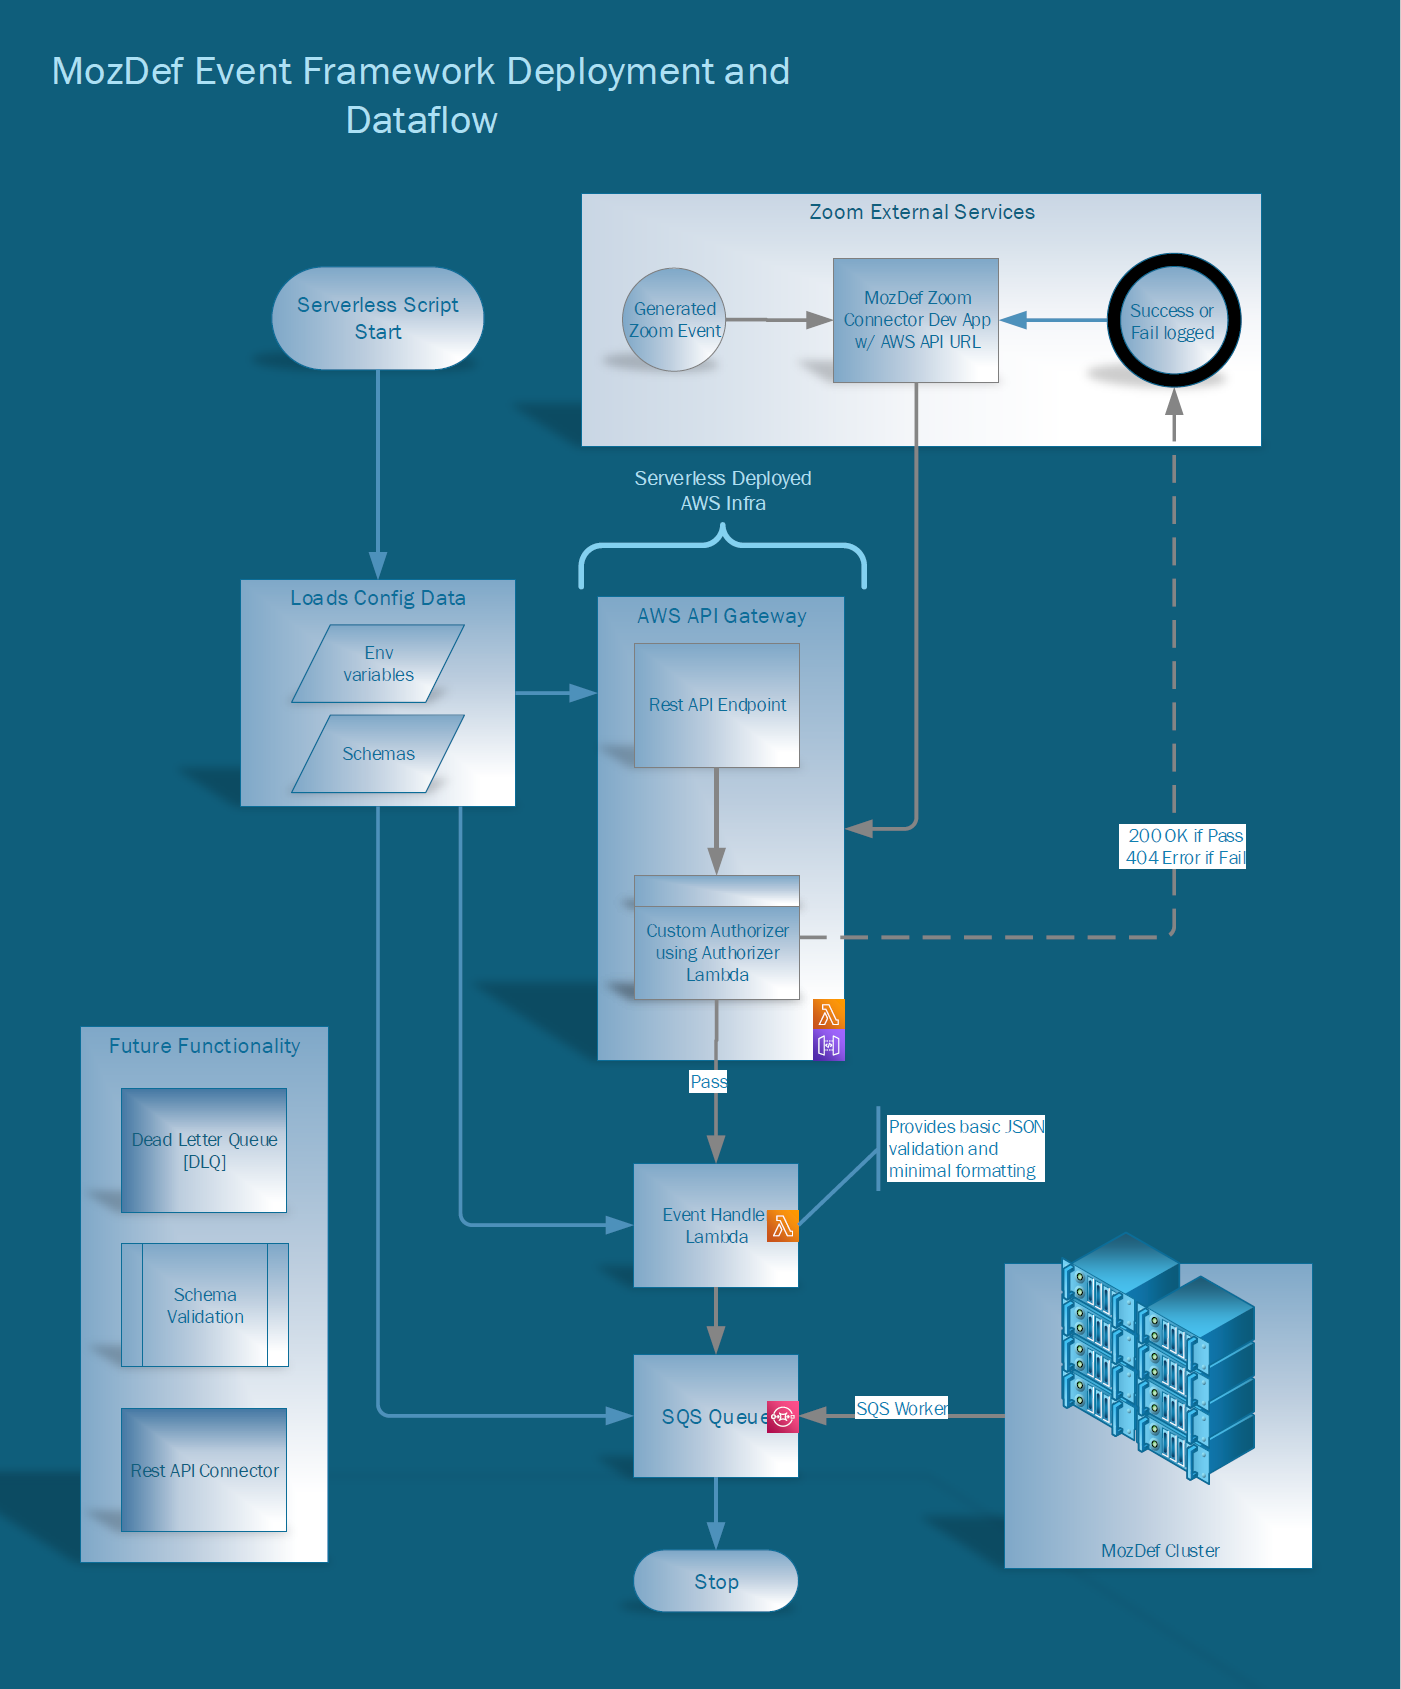 MozDef Event Framework Deployment and
Dataflow
Zoom External Services
Generated
Zoom Event
MozDef Zoom
Connector Dev App
w/ AWS API URL
Success or
Fail logged
Serverless Script
Start
Serverless Deployed
AWS Infra
Loads Config Data
Env
variables
Schemas
AWS API Gateway
Rest API Endpoint
Custom Authorizer
using Authorizer
Lambda
200 OK if Pass
404 Error if Fail
Pass
Future Functionality
Dead Letter Queue
[DLQ]
Schema
Validation
Rest API Connector
Event Handle
Lambda
Provides basic JSON
validation and
minimal formatting
SQS Queue
SQS Worker
MozDef Cluster
Stop